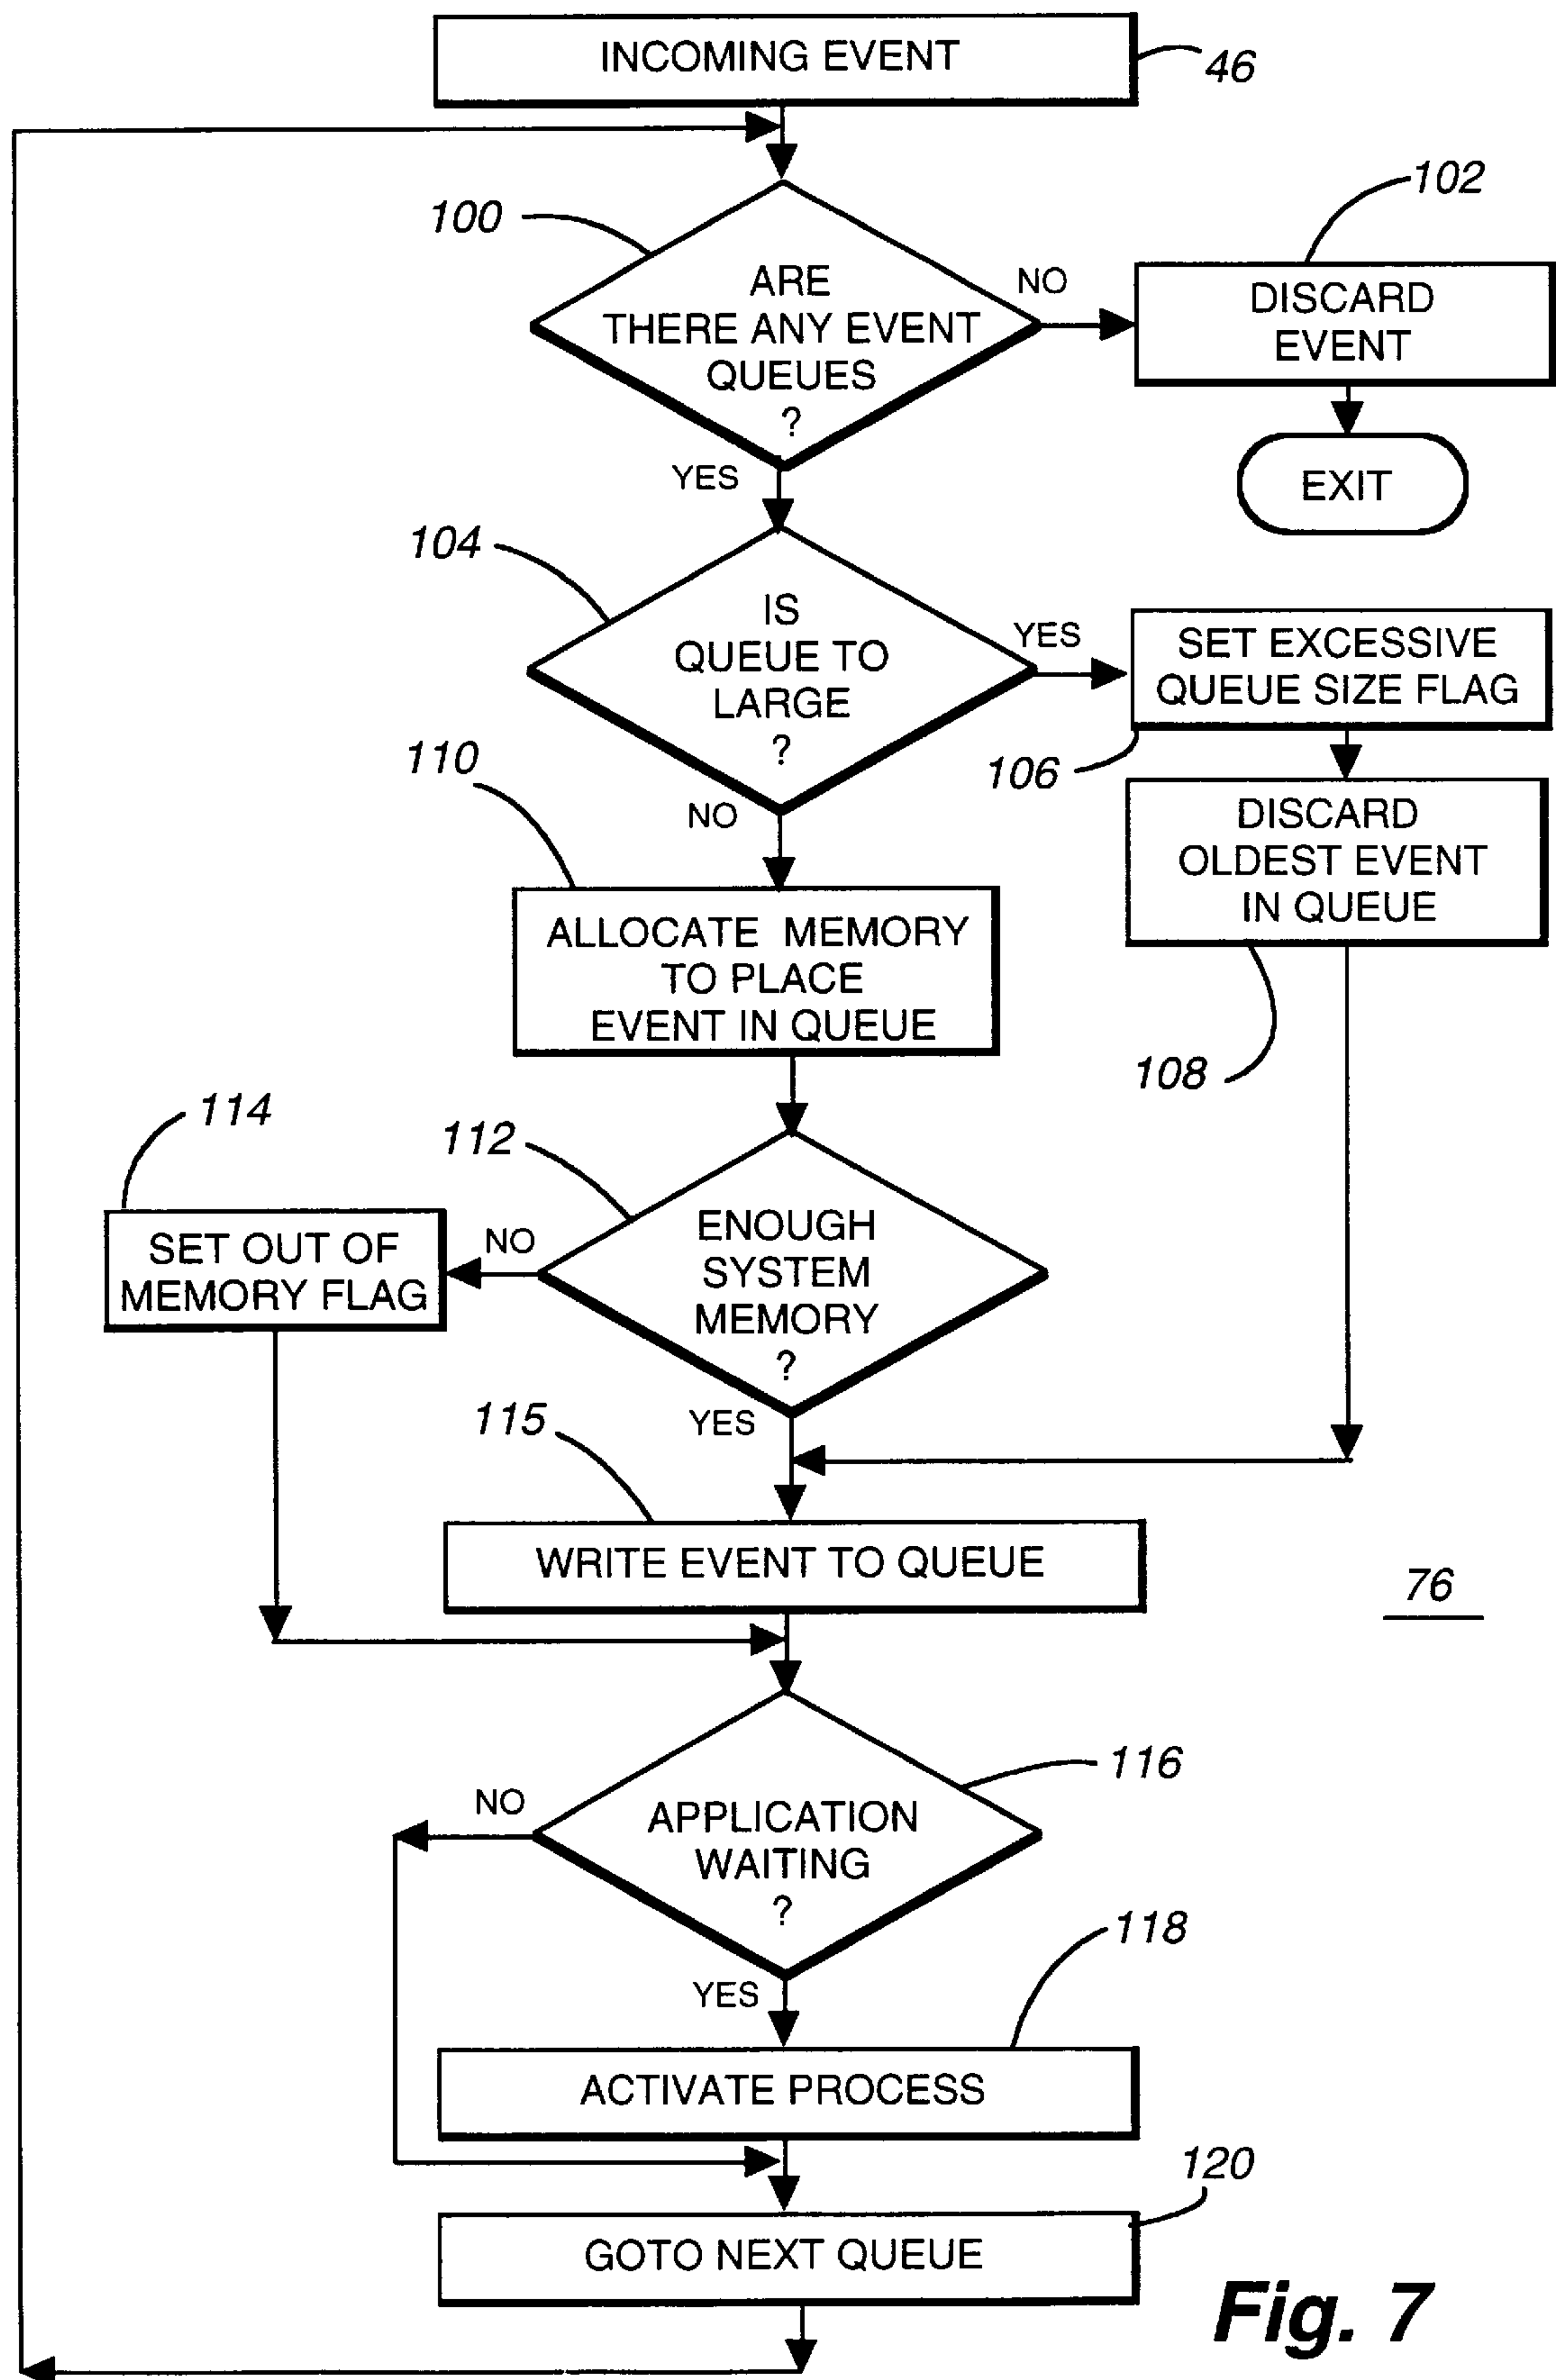 INCOMING EVENT
46
100
ARE
THERE ANY EVENT
QUEUES
?
NO
102
DISCARD
EVENT
EXIT
YES
104
IS
QUEUE TO
LARGE
?
YES
SET EXCESSIVE
QUEUE SIZE FLAG
106
DISCARD
OLDEST EVENT
IN QUEUE
108
NO
110
ALLOCATE MEMORY
TO PLACE
EVENT IN QUEUE
112
ENOUGH
SYSTEM
MEMORY
?
NO
114
SET OUT OF
MEMORY FLAG
YES
115
WRITE EVENT TO QUEUE
76
116
APPLICATION
WAITING
?
NO
YES
118
ACTIVATE PROCESS
120
GOTO NEXT QUEUE
Fig. 7